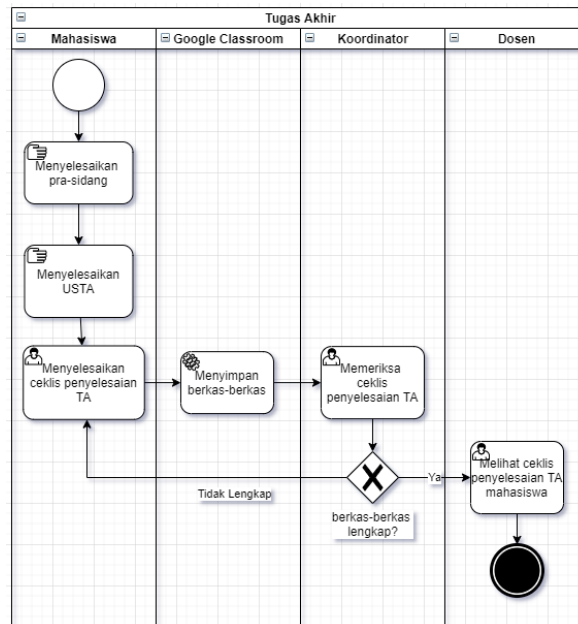 Tugas Akhir
Mahasiswa
Google Classroom
Koordinator
Dosen
Menyelesaikan
pra-sidang
Menyelesaikan
USTA
Menyelesaikan
ceklis penyelesaian
TA
Menyimpan
berkas-berkas
Memeriksa
ceklis
penyelesaian TA
Tidak Lengkap
berkas-berkas
lengkap?
Ya
Melihat ceklis
penyelesaian TA
mahasiswa